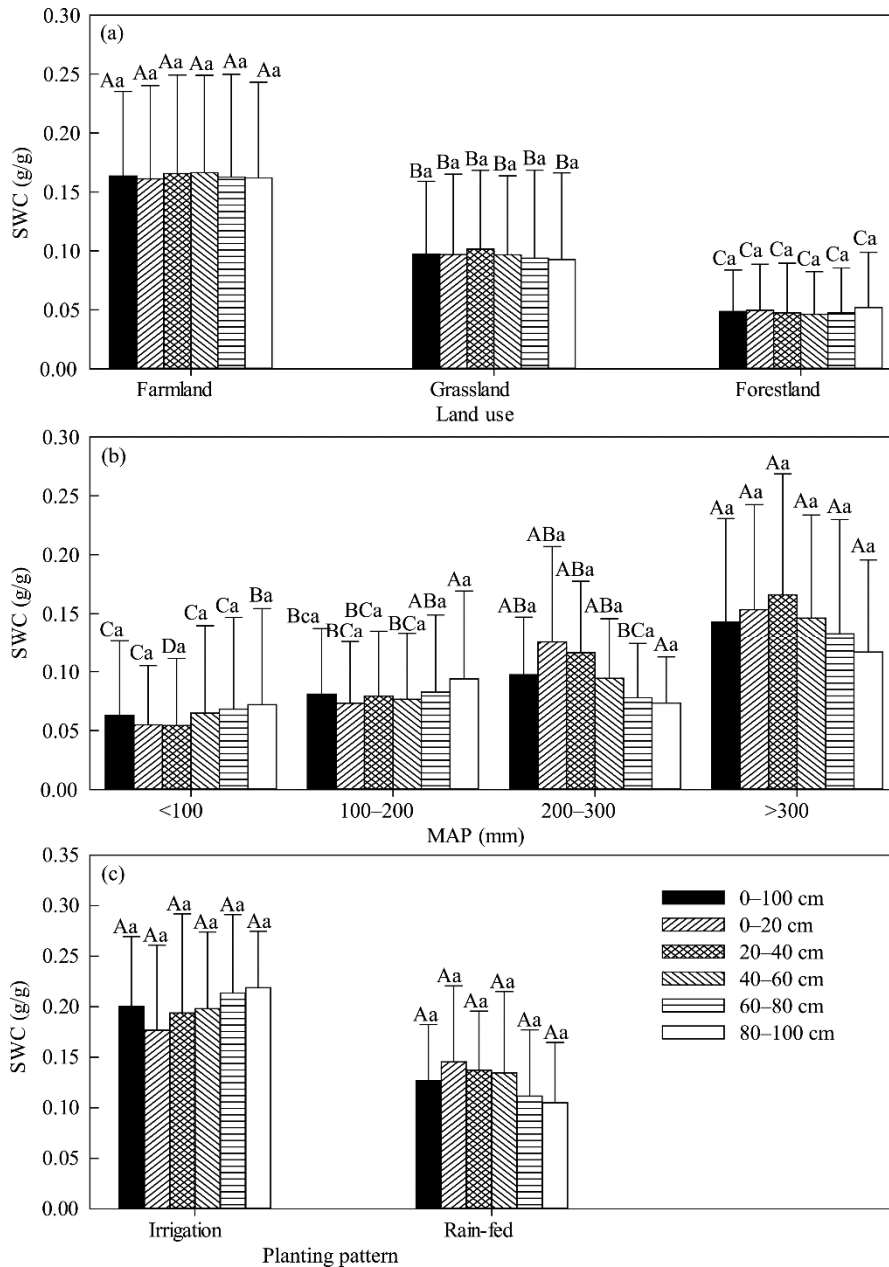 (a)
0.30
0.25
0.20
0.15
0.10
0.05
0.00
SWC (g/g)
Aa Aa Aa Aa Aa Aa
Ba Ba Ba Ba Ba Ba
Ca Ca Ca Ca Ca Ca
Farmland Grassland Forestland
Land use
(b)
0.30
0.25
0.20
0.15
0.10
0.05
0.00
SWC (g/g)
Ca Ca Da Ca Ca Ba
Bca BCa BCa BCa ABa Aa
ABa ABa ABa ABa BCa Aa
Aa Aa Aa Aa Aa Aa
<100 100–200 200–300 >300
MAP (mm)
(c)
0.35
0.30
0.25
0.20
0.15
0.10
0.05
0.00
SWC (g/g)
Aa Aa Aa Aa Aa Aa
Aa Aa Aa Aa Aa Aa
0–100 cm
0–20 cm
20–40 cm
40–60 cm
60–80 cm
80–100 cm
Irrigation Rain-fed
Planting pattern